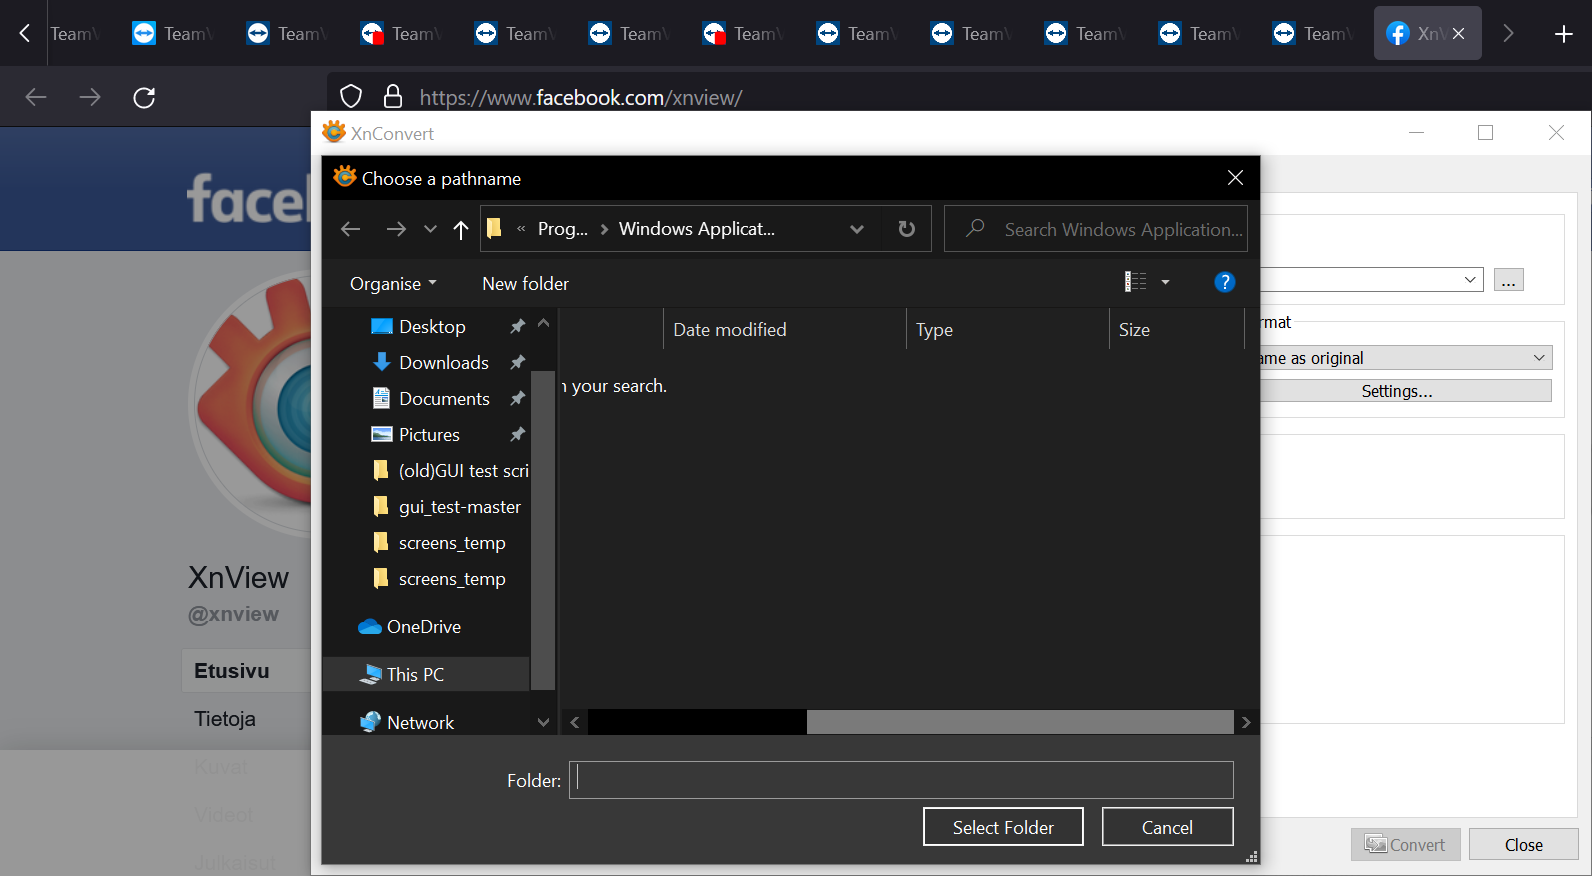 Team
Team
Team
Team
Team
Team
Team
Team
Team
Team
Team
Team
Xn
https://www.facebook.com/xnview/
XnConvert
Choose a pathname
Prog...
Windows Applicat...
Search Windows Application...
Organise
New folder
Desktop
Downloads
Documents
Pictures
(old)GUI test scri
gui_test-master
screens_temp
screens_temp
OneDrive
This PC
Network
Date modified
Type
Size
your search.
Folder:
Select Folder
Cancel
...
rmat
ame as original
Settings...
Convert
Close
face
XnView
@xnview
Etusivu
Tietoja
Kuvat
Videot
Julkaisut